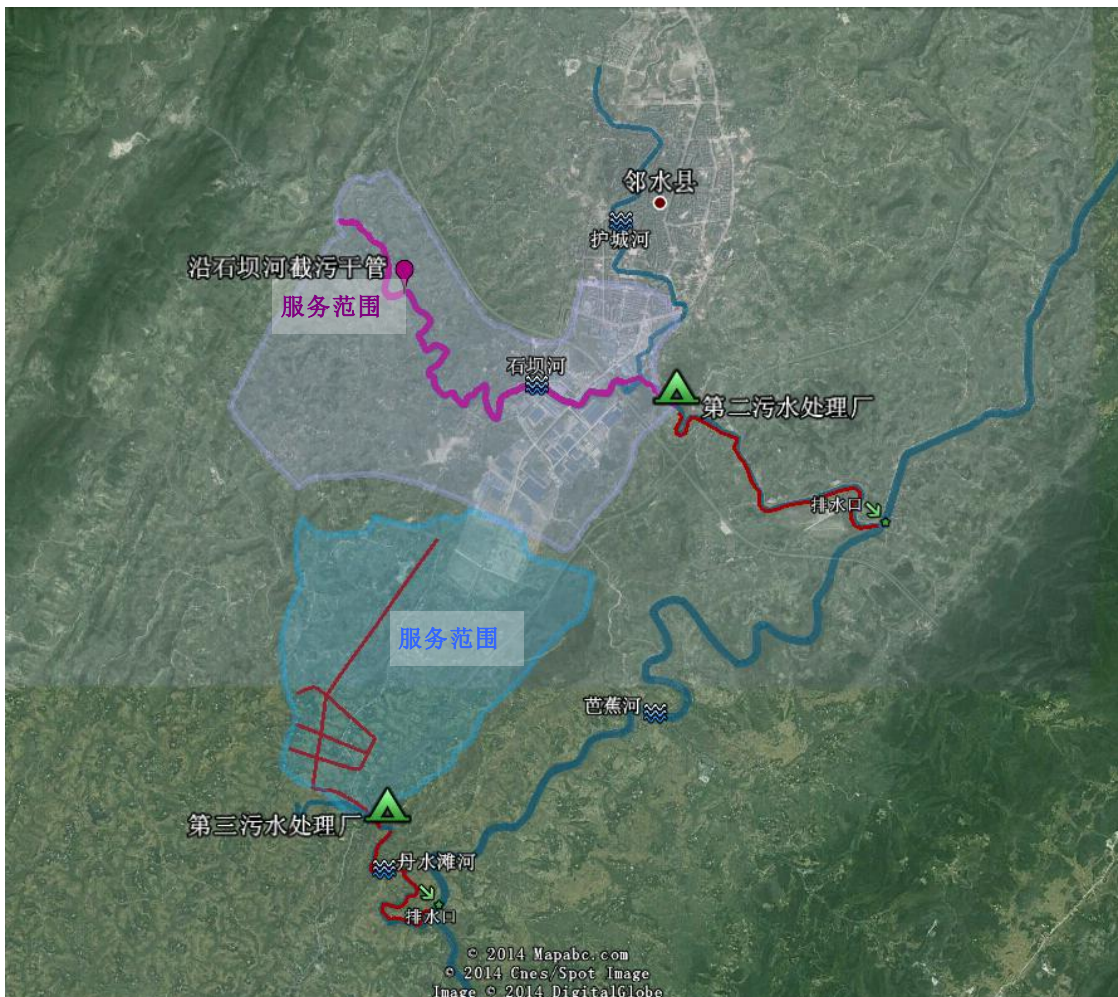 邻水县
护城河
沿石坝河截污干管
服务范围
石坝河
第二污水处理厂
排水口
服务范围
芭蕉河
第三污水处理厂
丹水滩河
排水口
© 2014 Mapabc.com
© 2014 Cnes/Spot Image
Image © 2014 DigitalGlobe